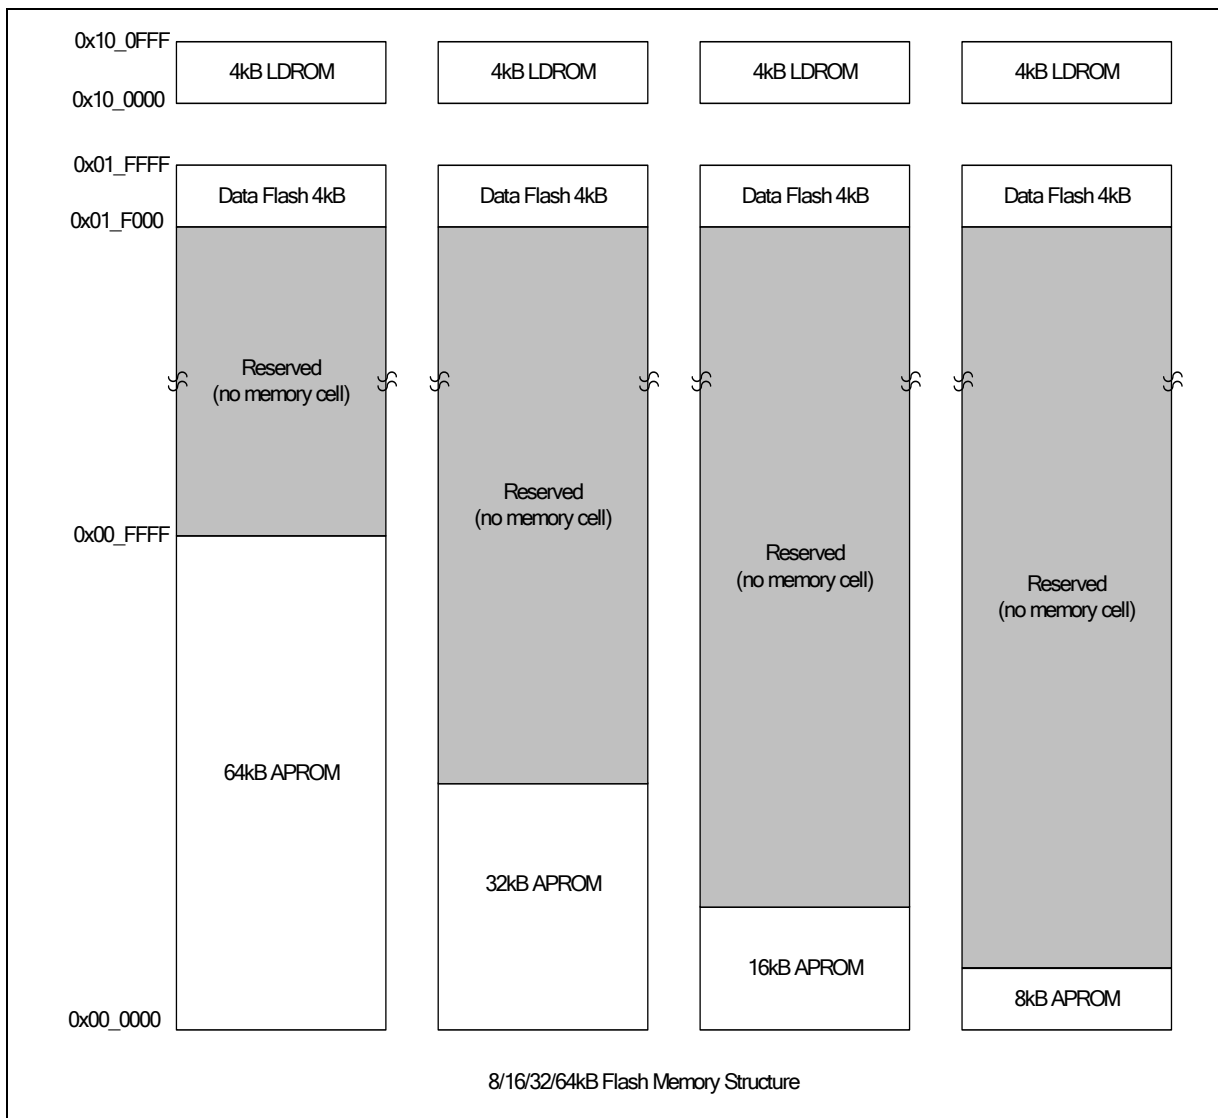 0x10_0FFF
4kB LDROM
4kB LDROM
4kB LDROM
4kB LDROM
0x10_0000
0x01_FFFF
Data Flash 4kB
Data Flash 4kB
Data Flash 4kB
Data Flash 4kB
0x01_F000
Reserved
(no memory cell)
Reserved
(no memory cell)
Reserved
(no memory cell)
Reserved
(no memory cell)
0x00_FFFF
64kB APROM
32kB APROM
16kB APROM
8kB APROM
0x00_0000
8/16/32/64kB Flash Memory Structure